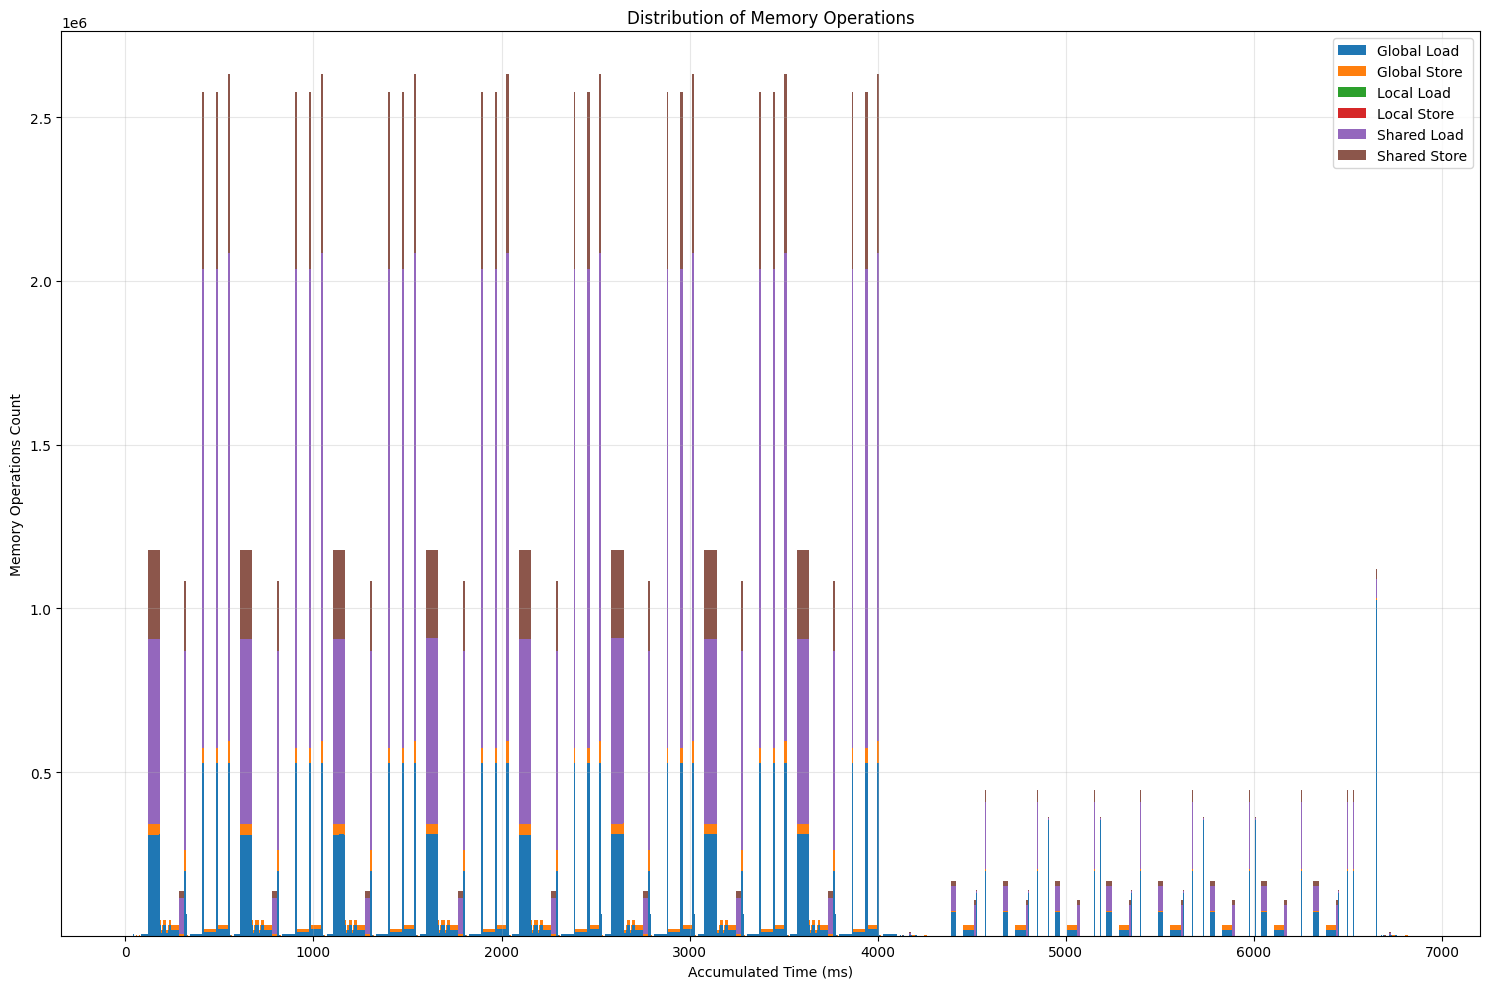 Distribution of Memory Operations
1e6
Global Load
Global Store
Local Load
Local Store
Shared Load
Shared Store
2.5
2.0
1.5
1.0
0.5
Memory Operations Count
0 1000 2000 3000 4000 5000 6000 7000
Accumulated Time (ms)